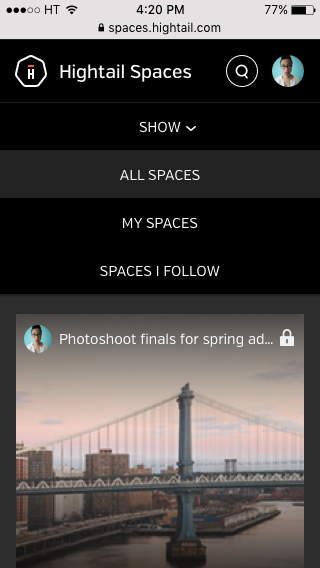 HT 4:20 PM 77%
spaces.hightail.com
H Hightail Spaces
SHOW
ALL SPACES
MY SPACES
SPACES I FOLLOW
Photoshoot finals for spring ad...